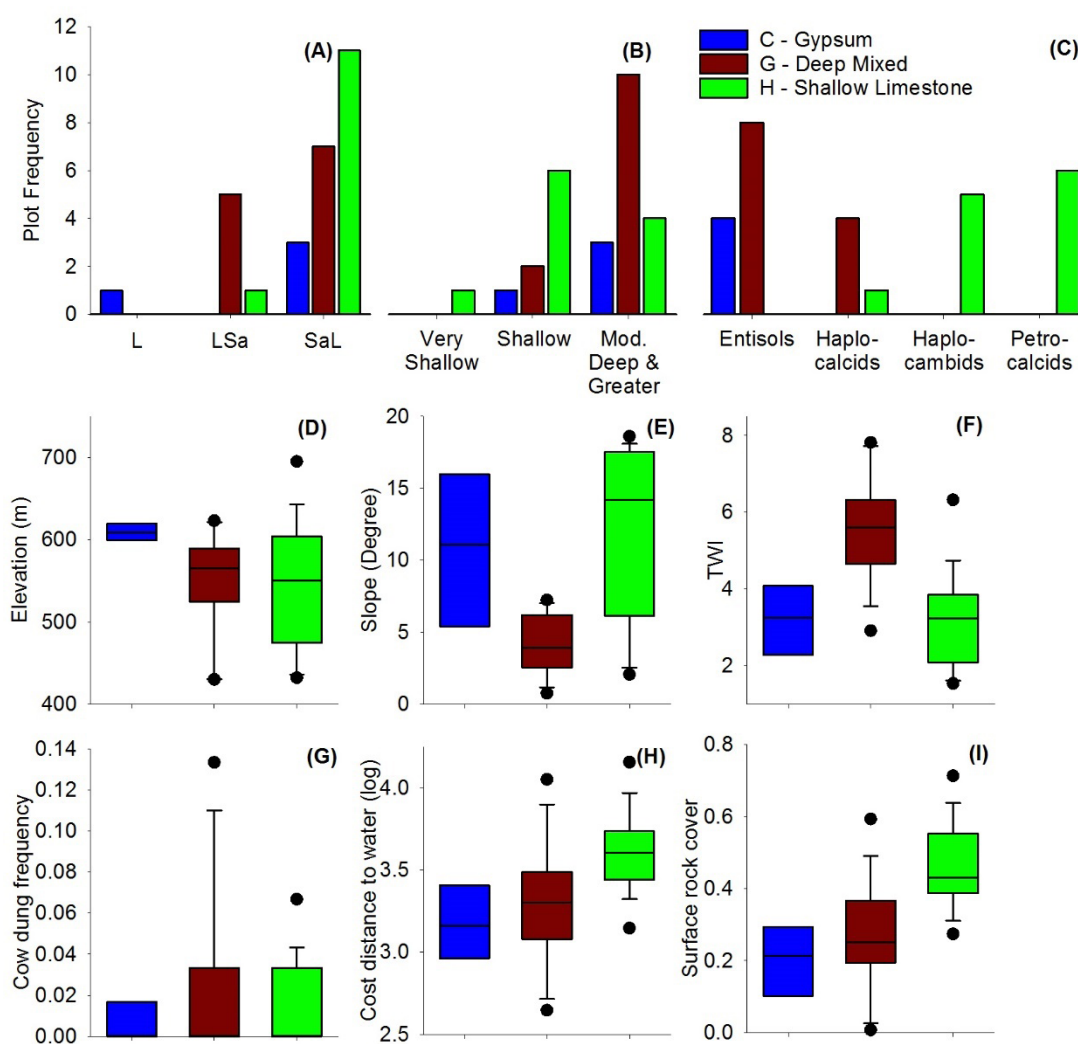 12
10
8
6
4
2
0
Plot Frequency
(A)
(B)
(C)
C - Gypsum
G - Deep Mixed
H - Shallow Limestone
L
LSa
SaL
Very
Shallow
Shallow
Mod.
Deep &
Greater
Entisols
Haplo-
calcids
Haplo-
cambids
Petro-
calcids
(D)
700
600
500
400
Elevation (m)
(E)
20
15
10
5
0
Slope (Degree)
(F)
8
6
4
2
TWI
(G)
0.14
0.12
0.10
0.08
0.06
0.04
0.02
0.00
Cow dung frequency
(H)
4.0
3.5
3.0
2.5
Cost distance to water (log)
(I)
0.8
0.6
0.4
0.2
0.0
Surface rock cover